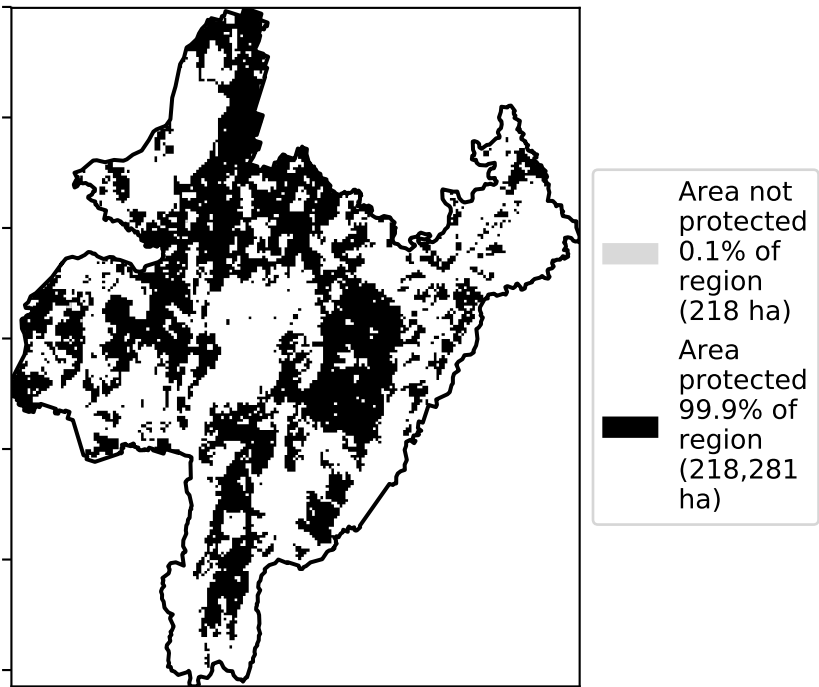 Area not
protected
0.1% of
region
(218 ha)
Area
protected
99.9% of
region
(218,281
ha)